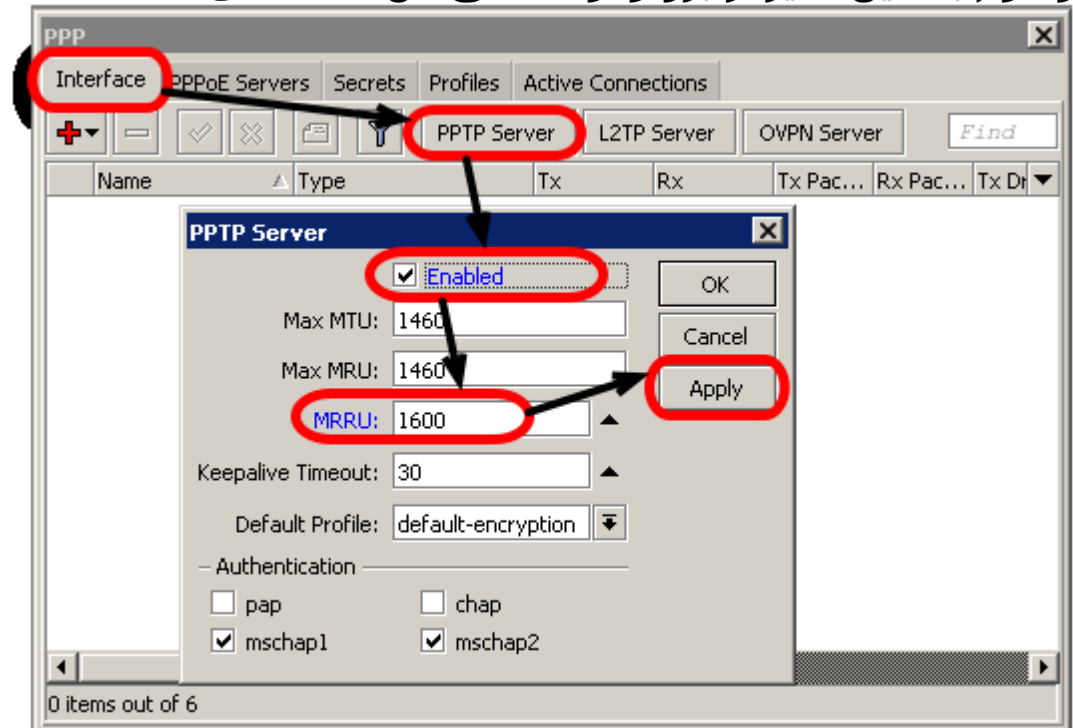 PPP
Interface PPPoE Servers Secrets Profiles Active Connections
PPTP Server L2TP Server OVPN Server Find
Name Type Tx Rx Tx Pac... Rx Pac... Tx Dr
PPTP Server
Enabled
OK
Max MTU: 1460
Cancel
Max MRU: 1460
Apply
MRRU: 1600
Keepalive Timeout: 30
Default Profile: default-encryption
Authentication
pap chap
mschap1 mschap2
0 items out of 6